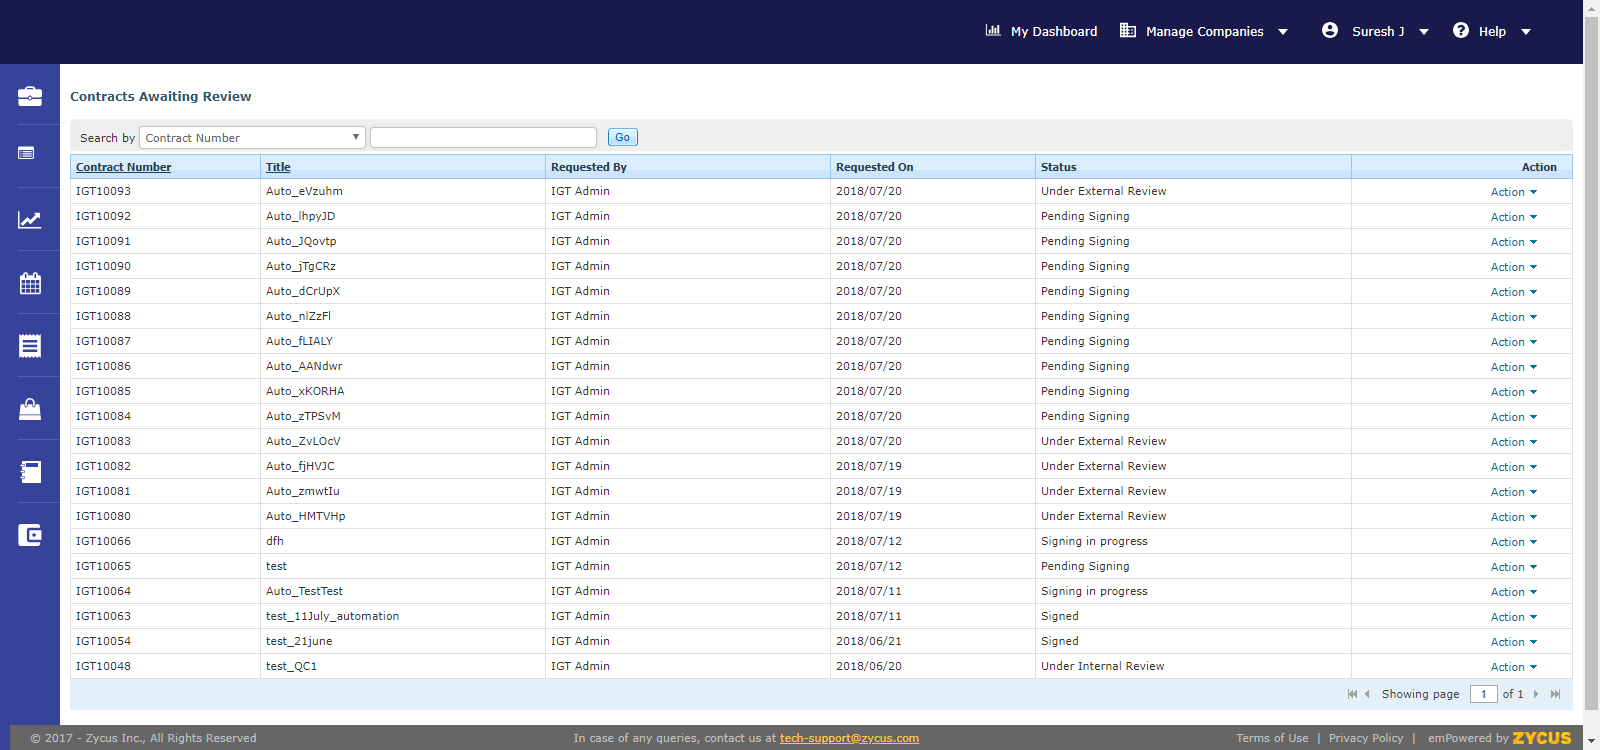 My Dashboard Manage Companies Suresh J Help
Contracts Awaiting Review
Search by Contract Number Go
Contract Number Title Requested By Requested On Status Action
IGT10093 Auto_eVzuhm IGT Admin 2018/07/20 Under External Review Action
IGT10092 Auto_lhpyJD IGT Admin 2018/07/20 Pending Signing Action
IGT10091 Auto_JQovtp IGT Admin 2018/07/20 Pending Signing Action
IGT10090 Auto_jTgCRz IGT Admin 2018/07/20 Pending Signing Action
IGT10089 Auto_dCrUpX IGT Admin 2018/07/20 Pending Signing Action
IGT10088 Auto_nlZzFl IGT Admin 2018/07/20 Pending Signing Action
IGT10087 Auto_fLIALY IGT Admin 2018/07/20 Pending Signing Action
IGT10086 Auto_AANdwr IGT Admin 2018/07/20 Pending Signing Action
IGT10085 Auto_xKORHA IGT Admin 2018/07/20 Pending Signing Action
IGT10084 Auto_zTPSvM IGT Admin 2018/07/20 Pending Signing Action
IGT10083 Auto_ZvLOcV IGT Admin 2018/07/20 Under External Review Action
IGT10082 Auto_fjHVJC IGT Admin 2018/07/19 Under External Review Action
IGT10081 Auto_zmwtIu IGT Admin 2018/07/19 Under External Review Action
IGT10080 Auto_HMTVHp IGT Admin 2018/07/19 Under External Review Action
IGT10066 dfh IGT Admin 2018/07/12 Signing in progress Action
IGT10065 test IGT Admin 2018/07/12 Pending Signing Action
IGT10064 Auto_TestTest IGT Admin 2018/07/11 Signing in progress Action
IGT10063 test_11July_automation IGT Admin 2018/07/11 Signed Action
IGT10054 test_21june IGT Admin 2018/06/21 Signed Action
IGT10048 test_QC1 IGT Admin 2018/06/20 Under Internal Review Action
Showing page 1 of 1
© 2017 - Zycus Inc., All Rights Reserved In case of any queries, contact us at tech-support@zycus.com Terms of Use | Privacy Policy | emPowered by ZYCUS